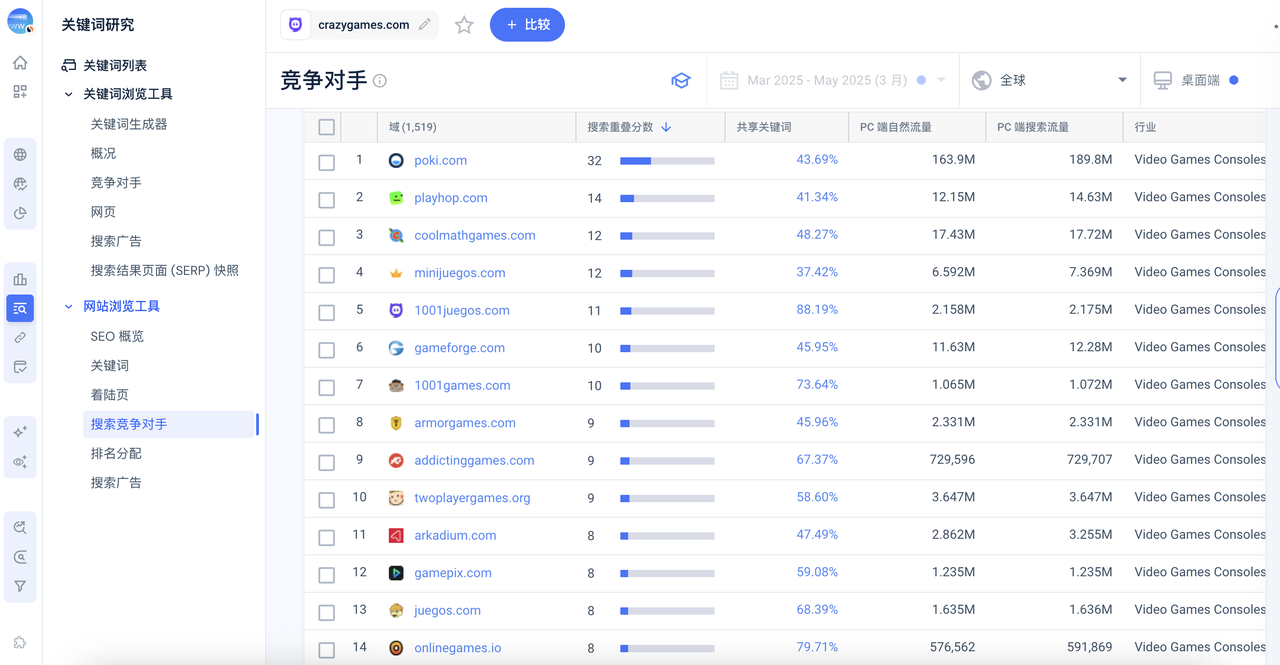 关键词研究
关键词列表
关键词浏览工具
关键词生成器
概况
竞争对手
网页
搜索广告
搜索结果页面 (SERP) 快照
网站浏览工具
SEO 概览
关键词
着陆页
搜索竞争对手
排名分配
搜索广告
crazygames.com
+ 比较
竞争对手
Mar 2025 - May 2025 (3 月)
全球
桌面端
域 (1,519) 搜索重叠分数 共享关键词 PC 端自然流量 PC 端搜索流量 行业
1 poki.com 32 43.69% 163.9M 189.8M Video Games Consoles
2 playhop.com 14 41.34% 12.15M 14.63M Video Games Consoles
3 coolmathgames.com 12 48.27% 17.43M 17.72M Video Games Consoles
4 minijuegos.com 12 37.42% 6.592M 7.369M Video Games Consoles
5 1001juegos.com 11 88.19% 2.158M 2.175M Video Games Consoles
6 gameforge.com 10 45.95% 11.63M 12.28M Video Games Consoles
7 1001games.com 10 73.64% 1.065M 1.072M Video Games Consoles
8 armorgames.com 9 45.96% 2.331M 2.331M Video Games Consoles
9 addictinggames.com 9 67.37% 729,596 729,707 Video Games Consoles
10 twoplayergames.org 9 58.60% 3.647M 3.647M Video Games Consoles
11 arkadium.com 8 47.49% 2.862M 3.255M Video Games Consoles
12 gamepix.com 8 59.08% 1.235M 1.235M Video Games Consoles
13 juegos.com 8 68.39% 1.635M 1.636M Video Games Consoles
14 onlinegames.io 8 79.71% 576,562 591,869 Video Games Consoles